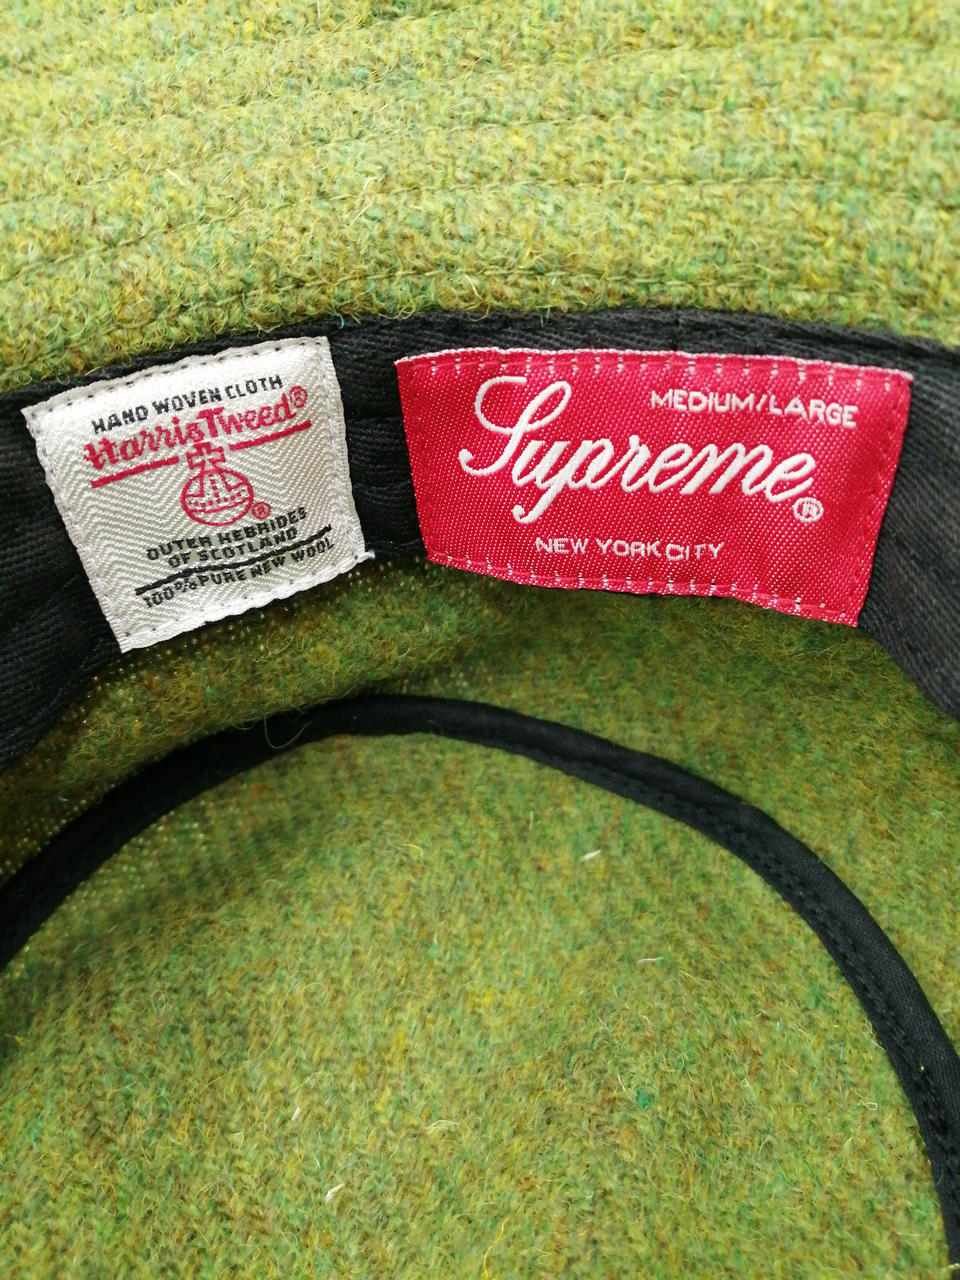 HAND WOVEN CLOTH
Harris Tweed®
®
OUTER HEBRIDES
OF SCOTLAND
100% PURE NEW WOOL
MEDIUM/LARGE
Supreme®
NEW YORK CITY